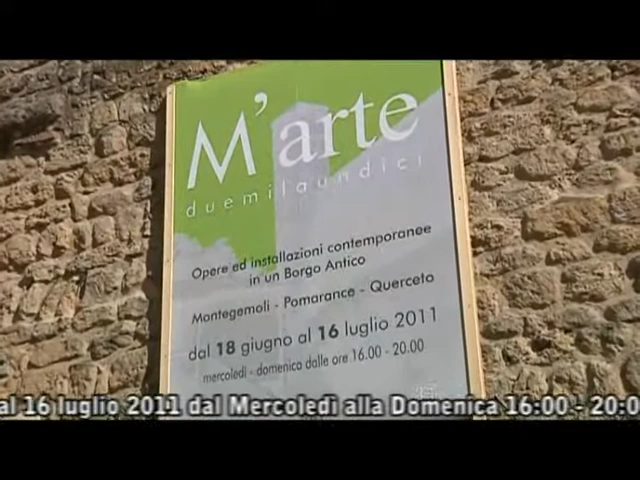 M'arte
duemilaundici
Opere ed installazioni contemporanee
in un Borgo Antico
Montegemoli - Pomarance - Querceto
dal 18 giugno al 16 luglio 2011
mercoledì - domenica dalle ore 16.00 - 20.00
al 16 luglio 2011 dal Mercoledì alla Domenica 16:00 - 20:0